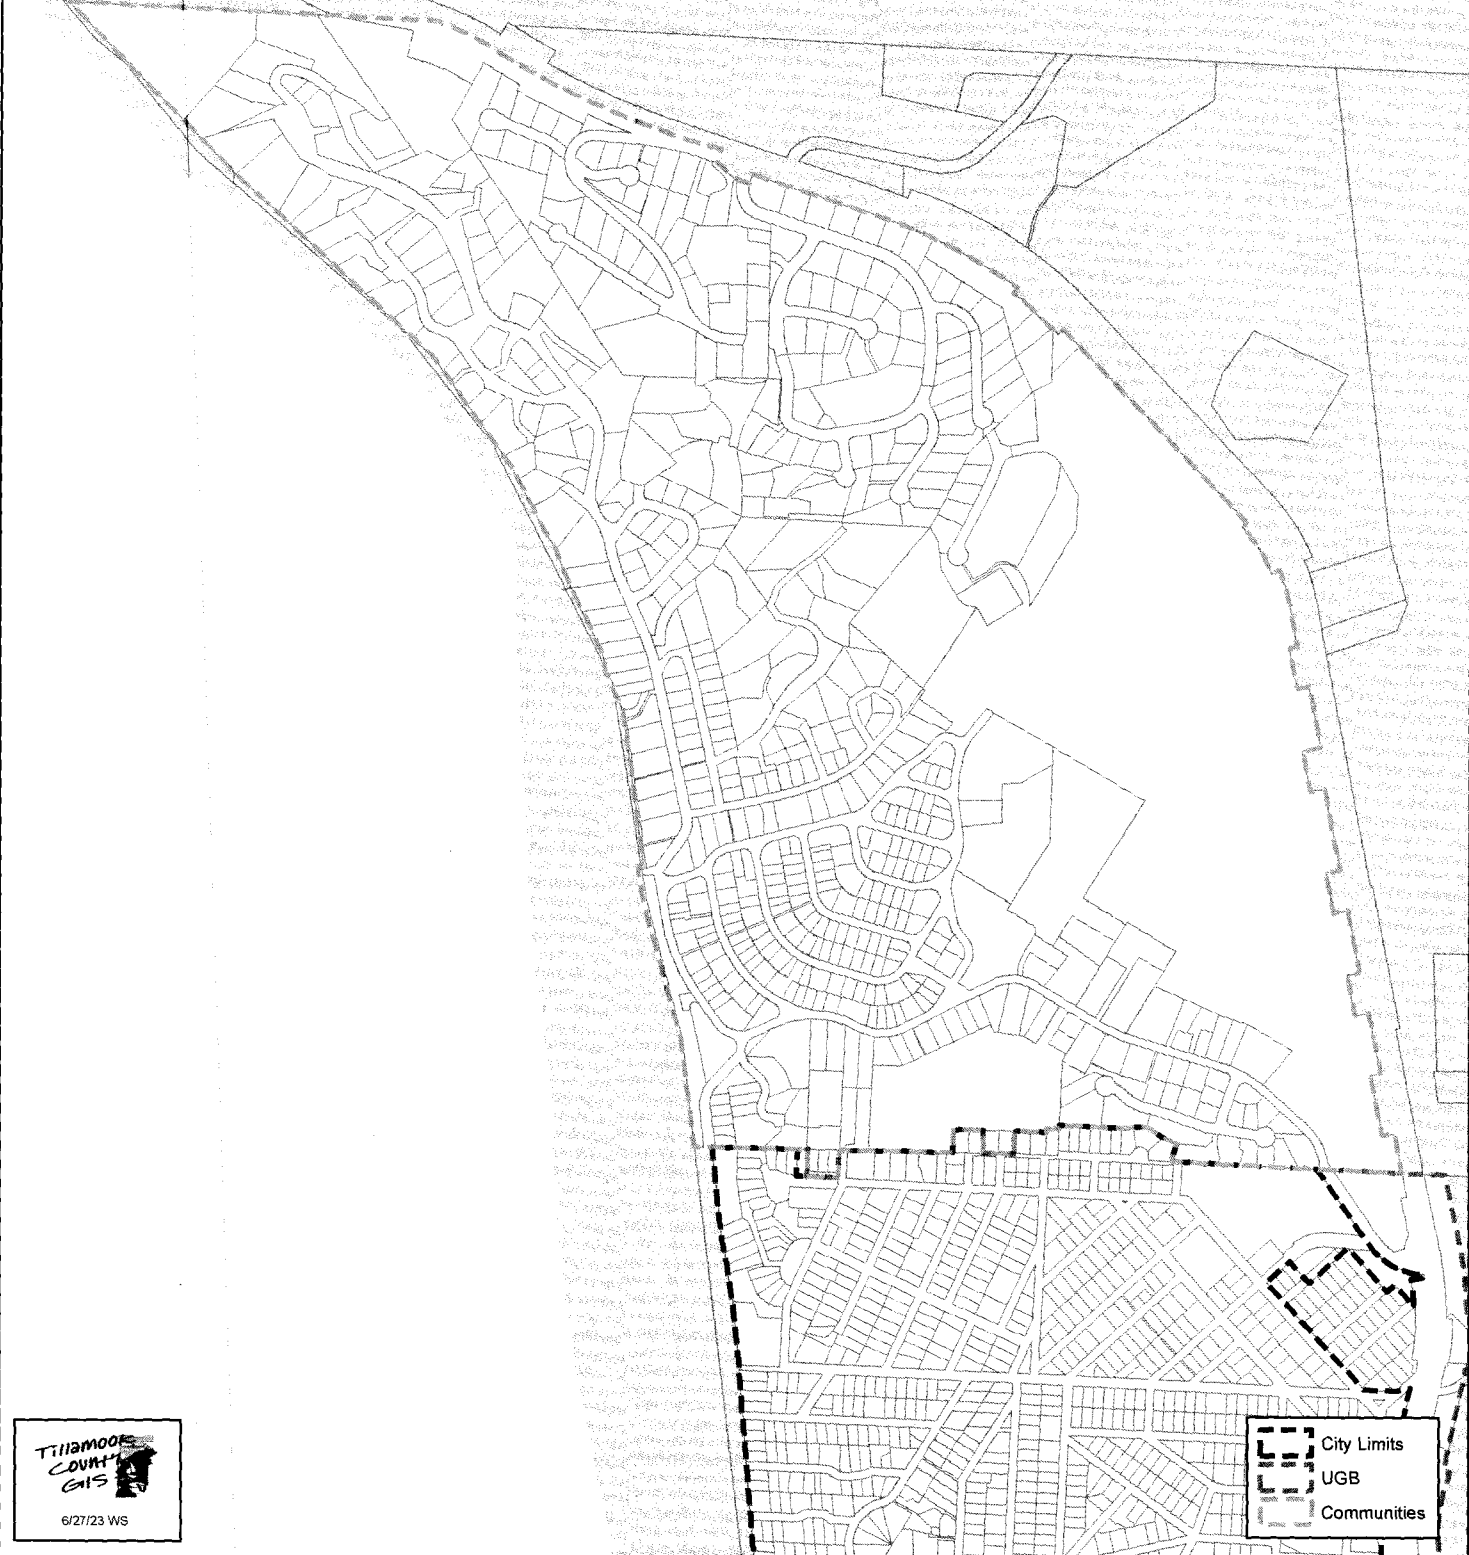 Tillamook
County
GIS
6/27/23 WS
City Limits
UGB
Communities